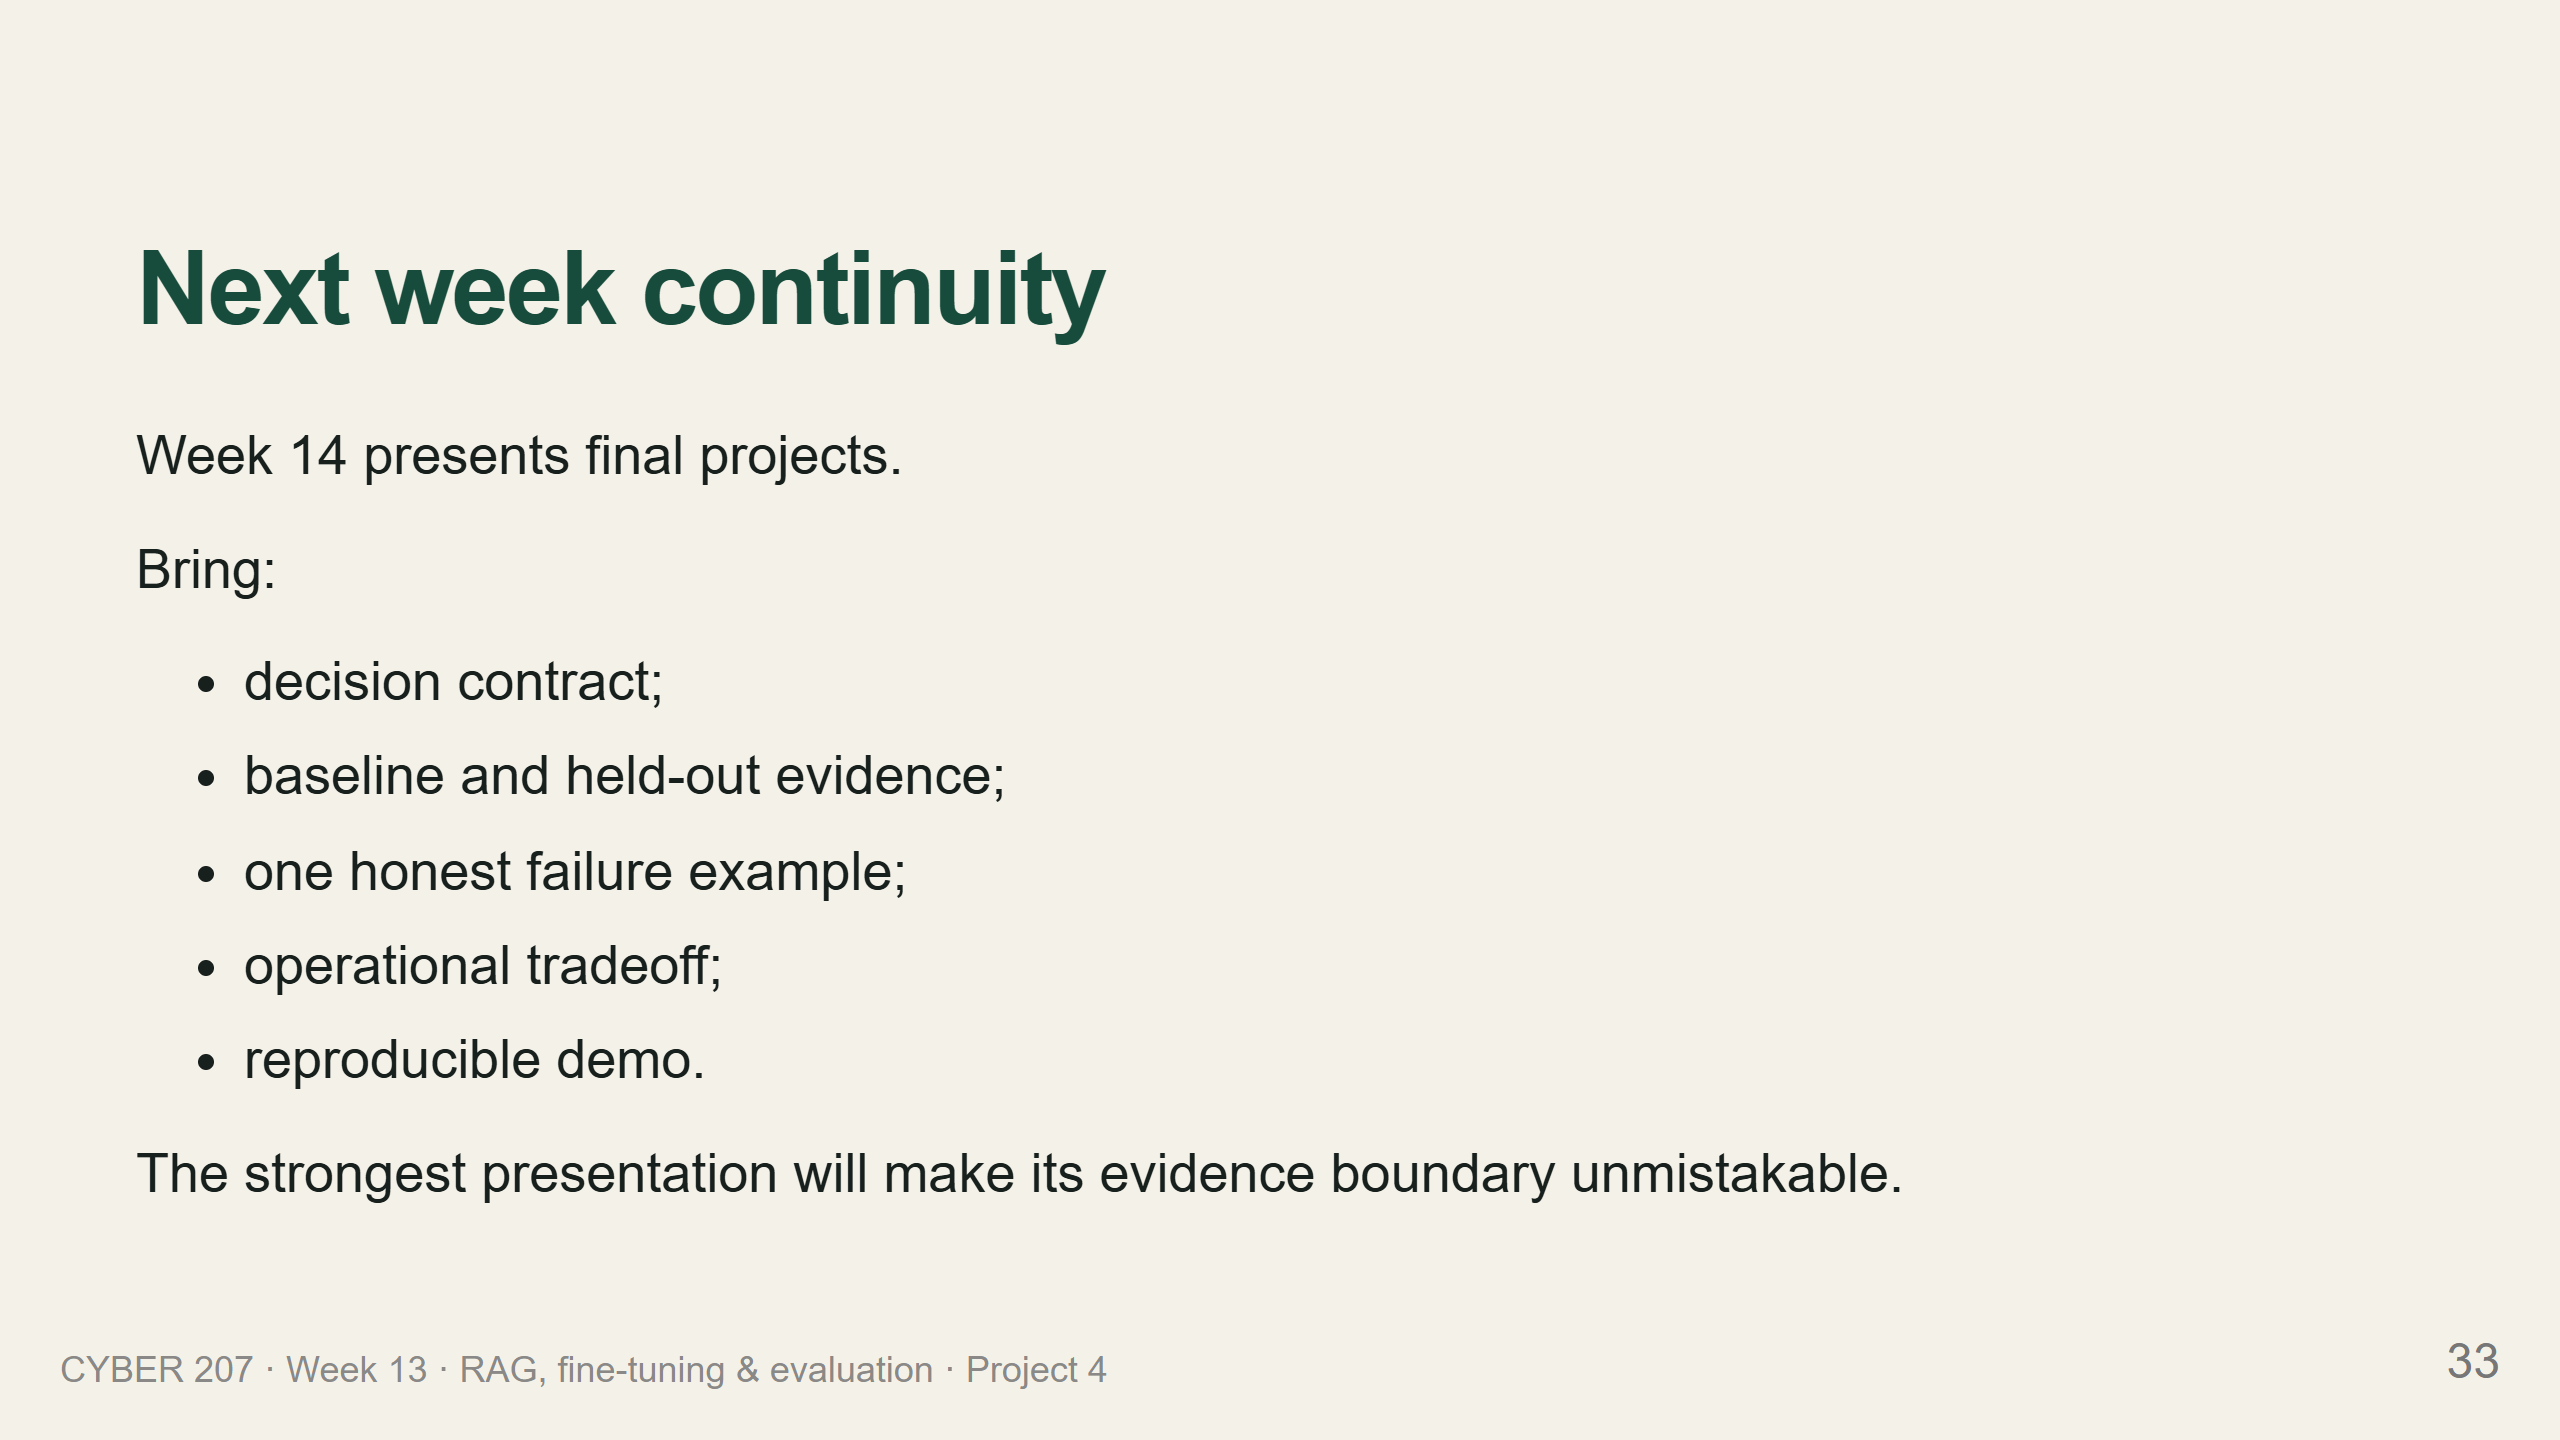 Next week continuity
Week 14 presents final projects.
Bring:
• decision contract;
• baseline and held-out evidence;
• one honest failure example;
• operational tradeoff;
• reproducible demo.
The strongest presentation will make its evidence boundary unmistakable.
CYBER 207 · Week 13 · RAG, fine-tuning & evaluation · Project 4
33